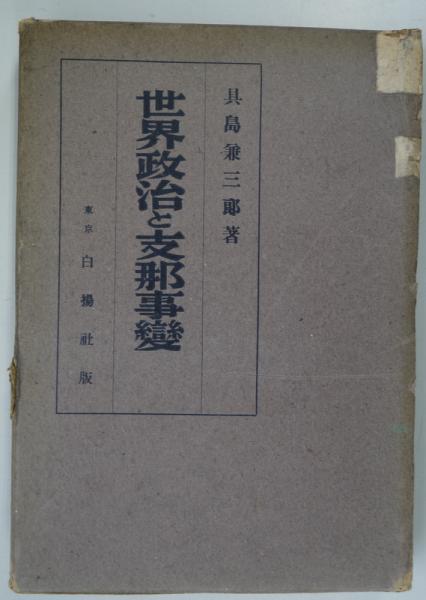 具島兼三郎著
世界政治と支那事變
東京 白揚社版